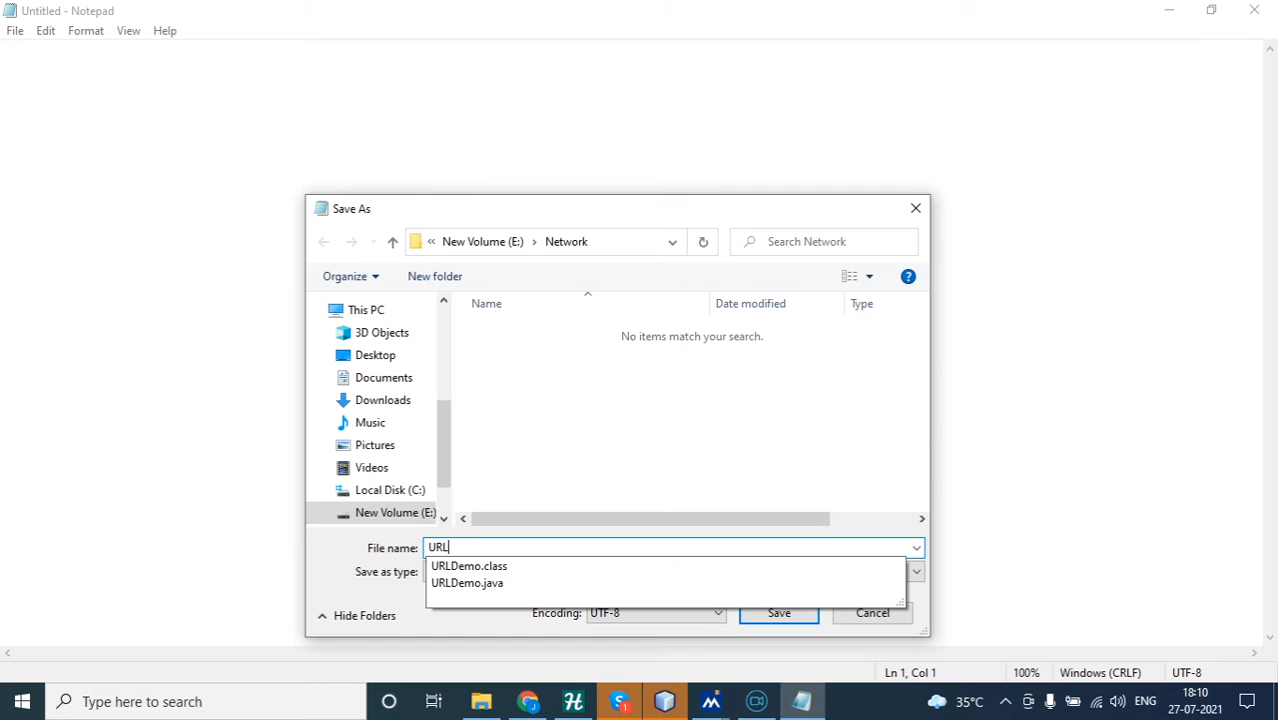 Untitled - Notepad
File Edit Format View Help
Save As
« New Volume (E:) › Network
Search Network
Organize New folder
Name Date modified Type
This PC
No items match your search.
3D Objects
Desktop
Documents
Downloads
Music
Pictures
Videos
Local Disk (C:)
New Volume (E:)
File name: URL
URLDemo.class
Save as type:
URLDemo.java
Hide Folders
Encoding: UTF-8 Save Cancel
Ln 1, Col 1 100% Windows (CRLF) UTF-8
Type here to search
35°C
ENG
18:10
27-07-2021